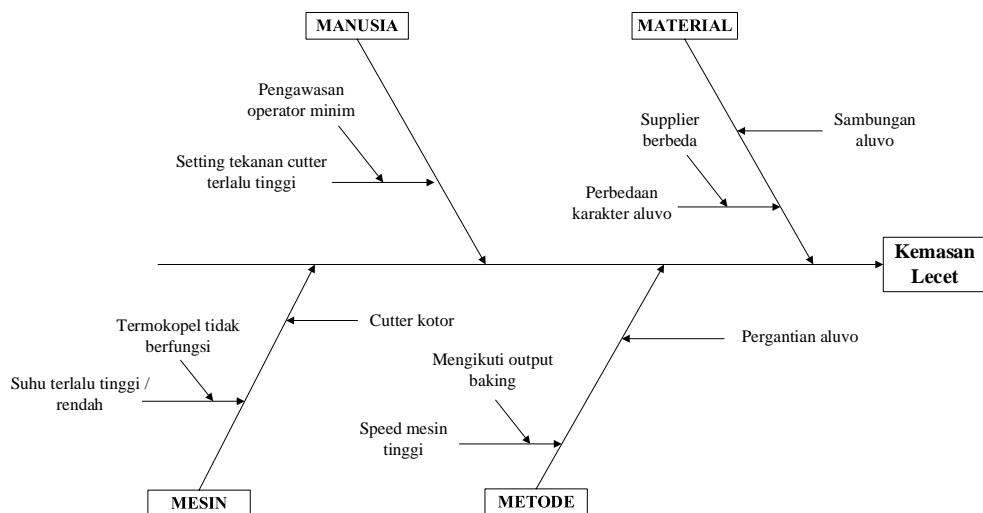 MANUSIA
MATERIAL
Pengawasan
operator minim
Setting tekanan cutter
terlalu tinggi
Supplier
berbeda
Sambungan
aluvo
Perbedaan
karakter aluvo
Kemasan
Lecet
Termokopel tidak
berfungsi
Cutter kotor
Suhu terlalu tinggi /
rendah
Mengikuti output
baking
Pergantian aluvo
Speed mesin
tinggi
MESIN
METODE